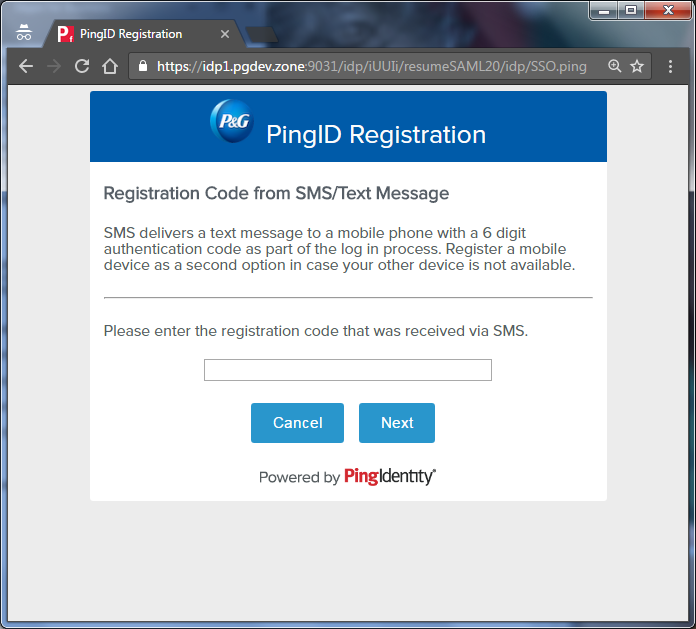 PingID Registration
https://idp1.pgdev.zone:9031/idp/iUUIi/resumeSAML20/idp/SSO.ping
P&G
PingID Registration
Registration Code from SMS/Text Message
SMS delivers a text message to a mobile phone with a 6 digit
authentication code as part of the log in process. Register a mobile
device as a second option in case your other device is not available.
Please enter the registration code that was received via SMS.
Cancel Next
Powered by PingIdentity®